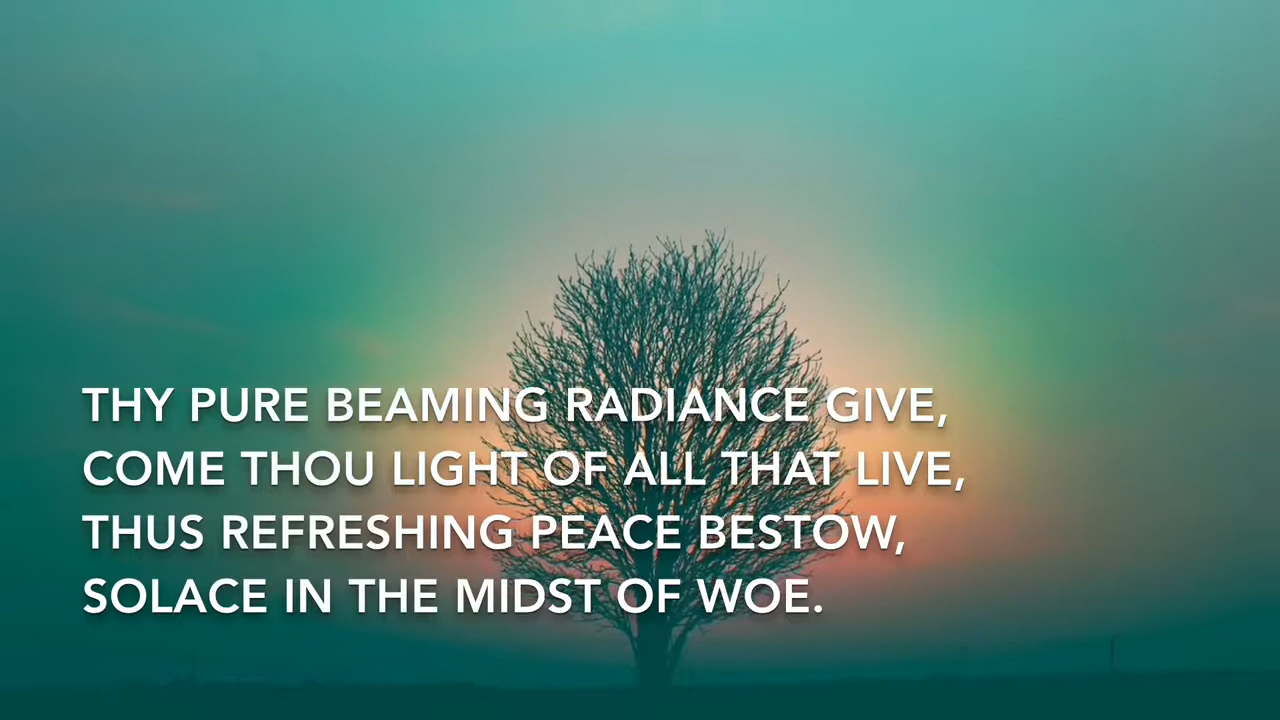 THY PURE BEAMING RADIANCE GIVE,
COME THOU LIGHT OF ALL THAT LIVE,
THUS REFRESHING PEACE BESTOW,
SOLACE IN THE MIDST OF WOE.